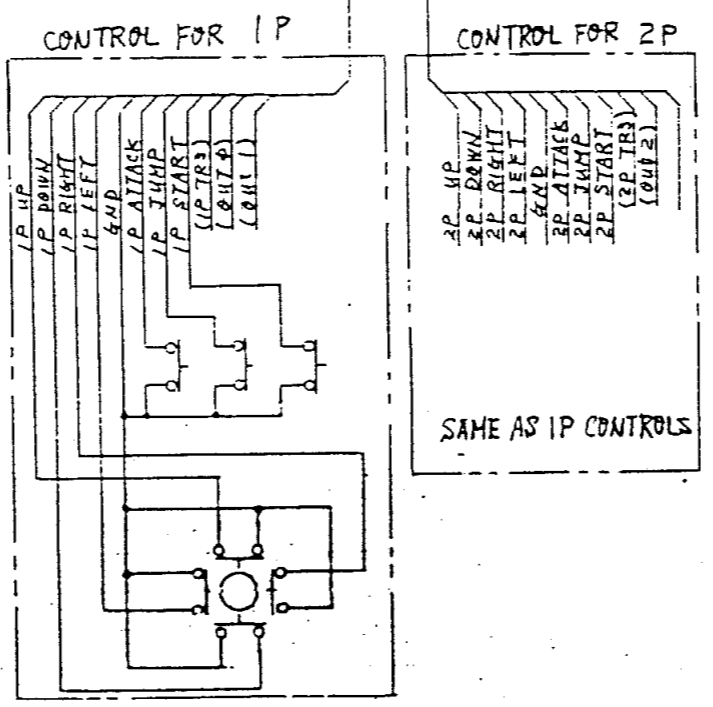 CONTROL FOR 1P
1P UP
1P DOWN
1P RIGHT
1P LEFT
GND
1P ATTACK
1P JUMP
1P START
(1P TR3)
(OUT 0)
(OUT 1)
CONTROL FOR 2P
2P UP
2P DOWN
2P RIGHT
2P LEFT
GND
2P ATTACK
2P JUMP
2P START
(2P TR3)
(OUT 2)
SAME AS 1P CONTROLS